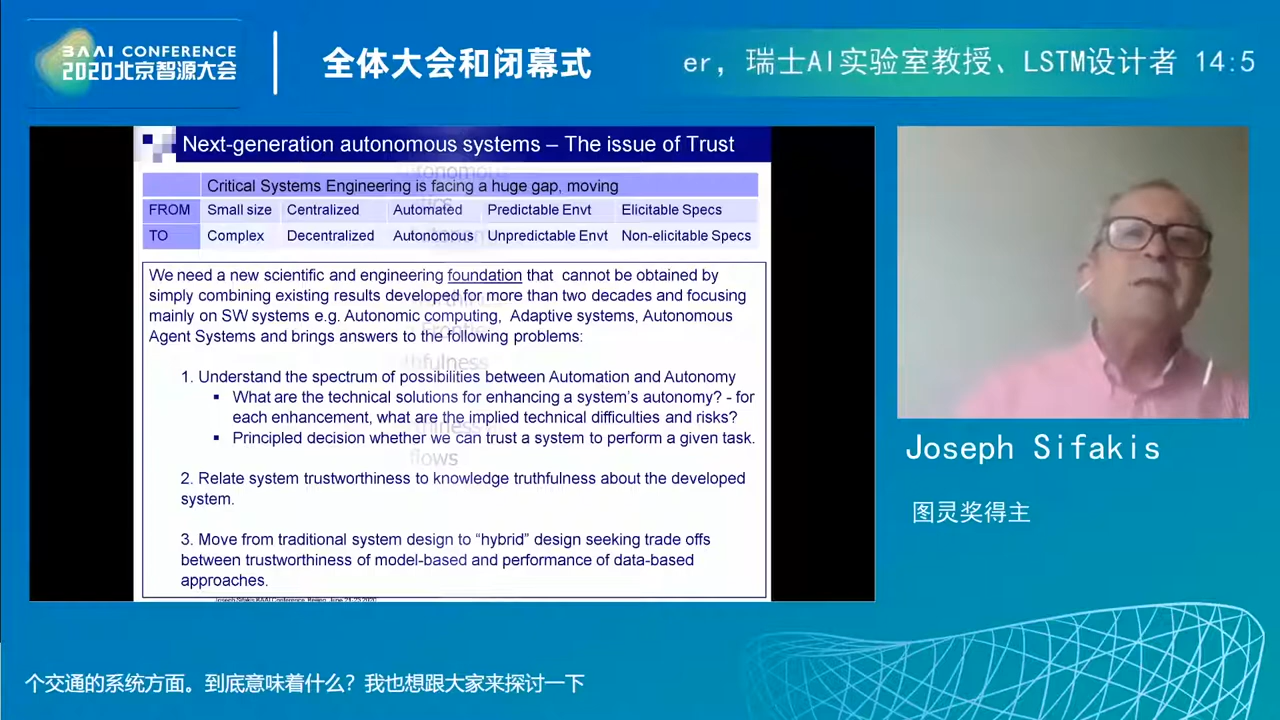 BAAI CONFERENCE
2020北京智源大会
全体大会和闭幕式
er，瑞士AI实验室教授、LSTM设计者 14:5
Next-generation autonomous systems – The issue of Trust
Critical Systems Engineering is facing a huge gap, moving
FROM Small size Centralized Automated Predictable Envt Elicitable Specs
TO Complex Decentralized Autonomous Unpredictable Envt Non-elicitable Specs
We need a new scientific and engineering foundation that cannot be obtained by
simply combining existing results developed for more than two decades and focusing
mainly on SW systems e.g. Autonomic computing, Adaptive systems, Autonomous
Agent Systems and brings answers to the following problems:
1. Understand the spectrum of possibilities between Automation and Autonomy
▪ What are the technical solutions for enhancing a system's autonomy? - for
each enhancement, what are the implied technical difficulties and risks?
▪ Principled decision whether we can trust a system to perform a given task.
2. Relate system trustworthiness to knowledge truthfulness about the developed
system.
3. Move from traditional system design to "hybrid" design seeking trade offs
between trustworthiness of model-based and performance of data-based
approaches.
flows
Joseph Sifakis
图灵奖得主
个交通的系统方面。到底意味着什么？我也想跟大家来探讨一下